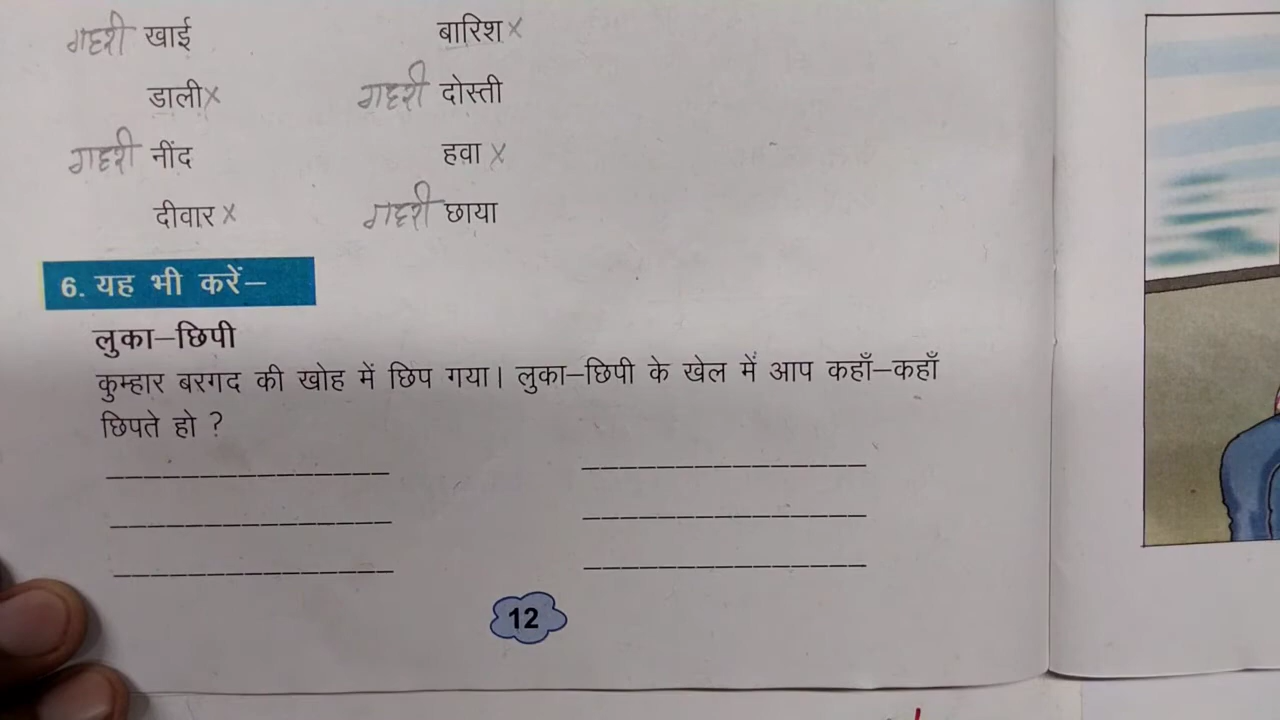 गहरी खाई बारिश ×
डाली × गहरी दोस्ती
गहरी नींद हवा ×
दीवार × गहरी छाया
6. यह भी करें–
लुका–छिपी
कुम्हार बरगद की खोह में छिप गया। लुका–छिपी के खेल में आप कहाँ–कहाँ
छिपते हो ?
12